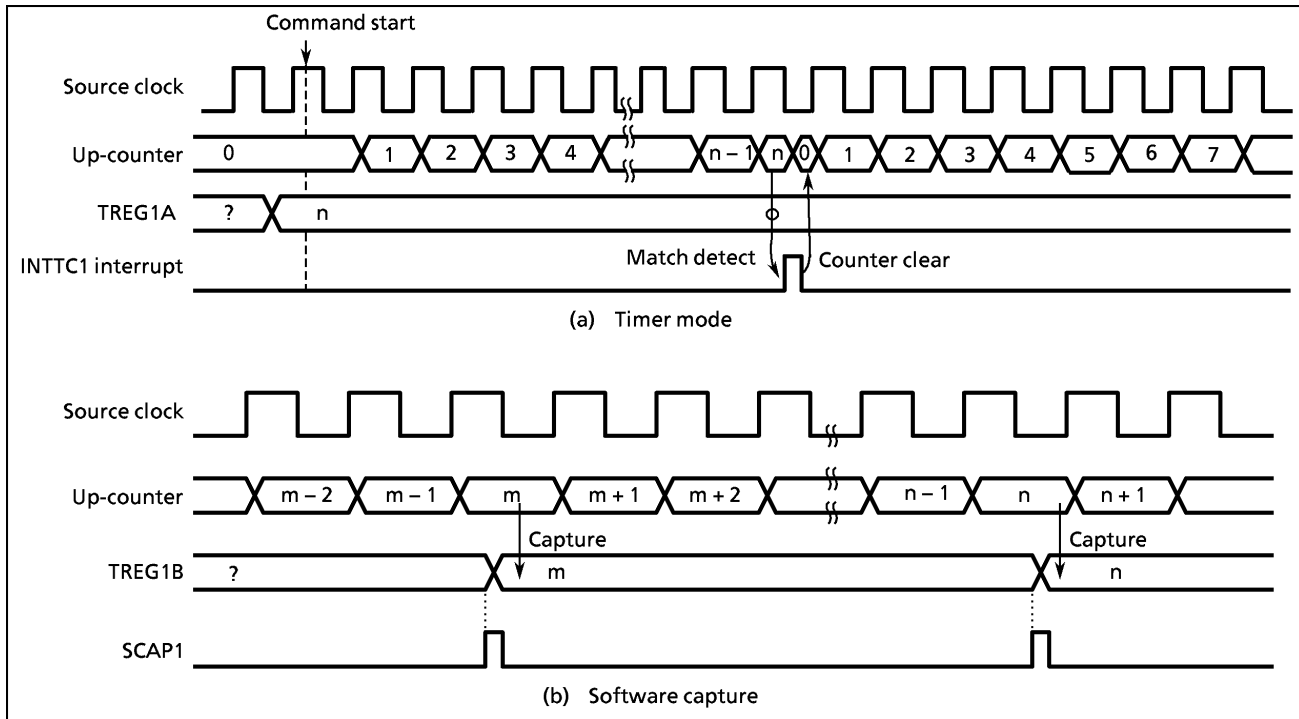 Command start
Source clock
Up-counter 0 1 2 3 4 n – 1 n 0 1 2 3 4 5 6 7
TREG1A ? n
INTTC1 interrupt Match detect Counter clear
(a) Timer mode
Source clock
Up-counter m – 2 m – 1 m m + 1 m + 2 n – 1 n n + 1
Capture Capture
TREG1B ? m n
SCAP1
(b) Software capture